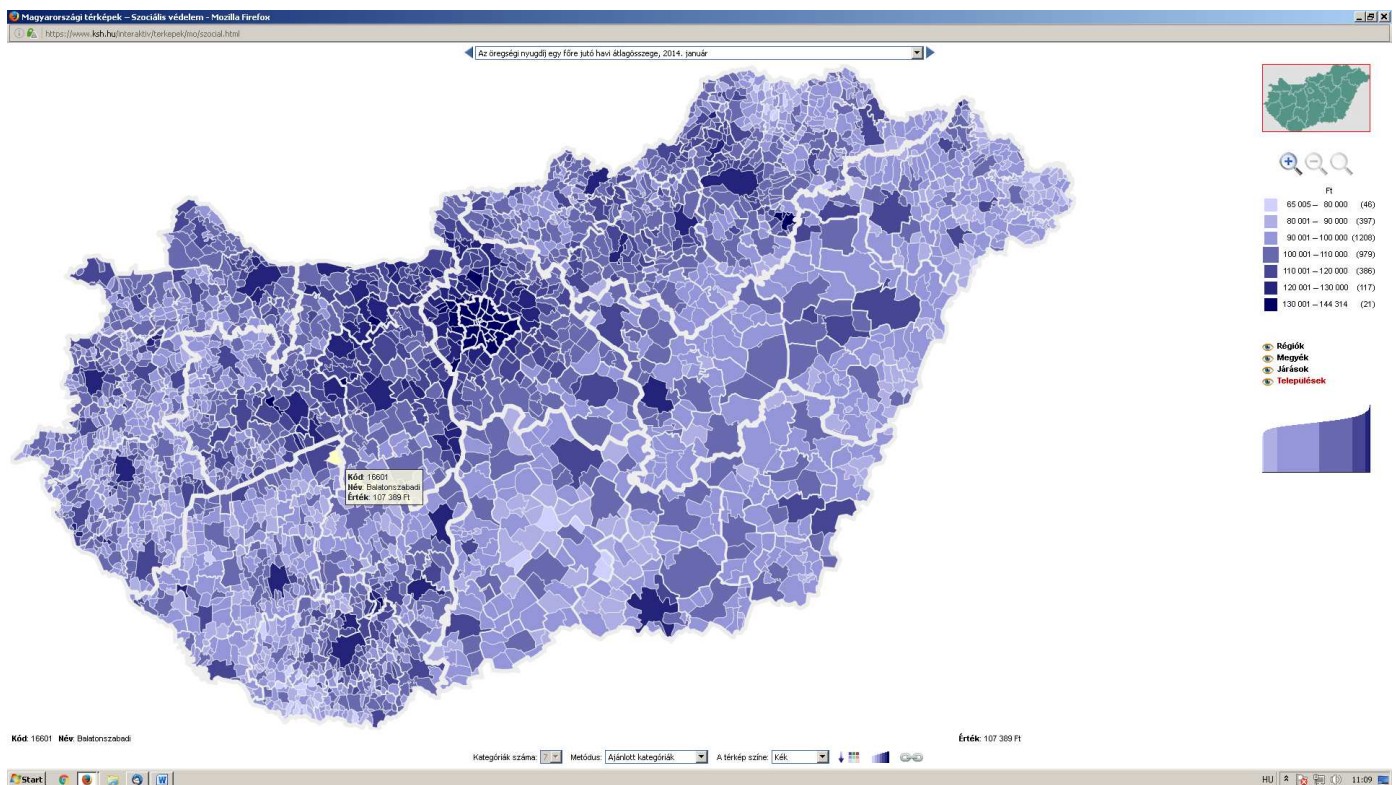 Magyarországi térképek – Szociális védelem - Mozilla Firefox
https://www.ksh.hu/interaktiv/terkepek/mo/szocial.html
Az öregségi nyugdíj egy főre jutó havi átlagösszege, 2014. január
Ft
65 005 – 80 000 (46)
80 001 – 90 000 (397)
90 001 – 100 000 (1208)
100 001 – 110 000 (979)
110 001 – 120 000 (386)
120 001 – 130 000 (117)
130 001 – 144 314 (21)
Régiók
Megyék
Járások
Települések
Kód: 16601
Név: Balatonszabadi
Érték: 107 389 Ft
Kód: 16601 Név: Balatonszabadi
Érték: 107 389 Ft
Kategóriák száma: 7 Metódus: Ajánlott kategóriák A térkép színe: Kék
Start
HU 11:09